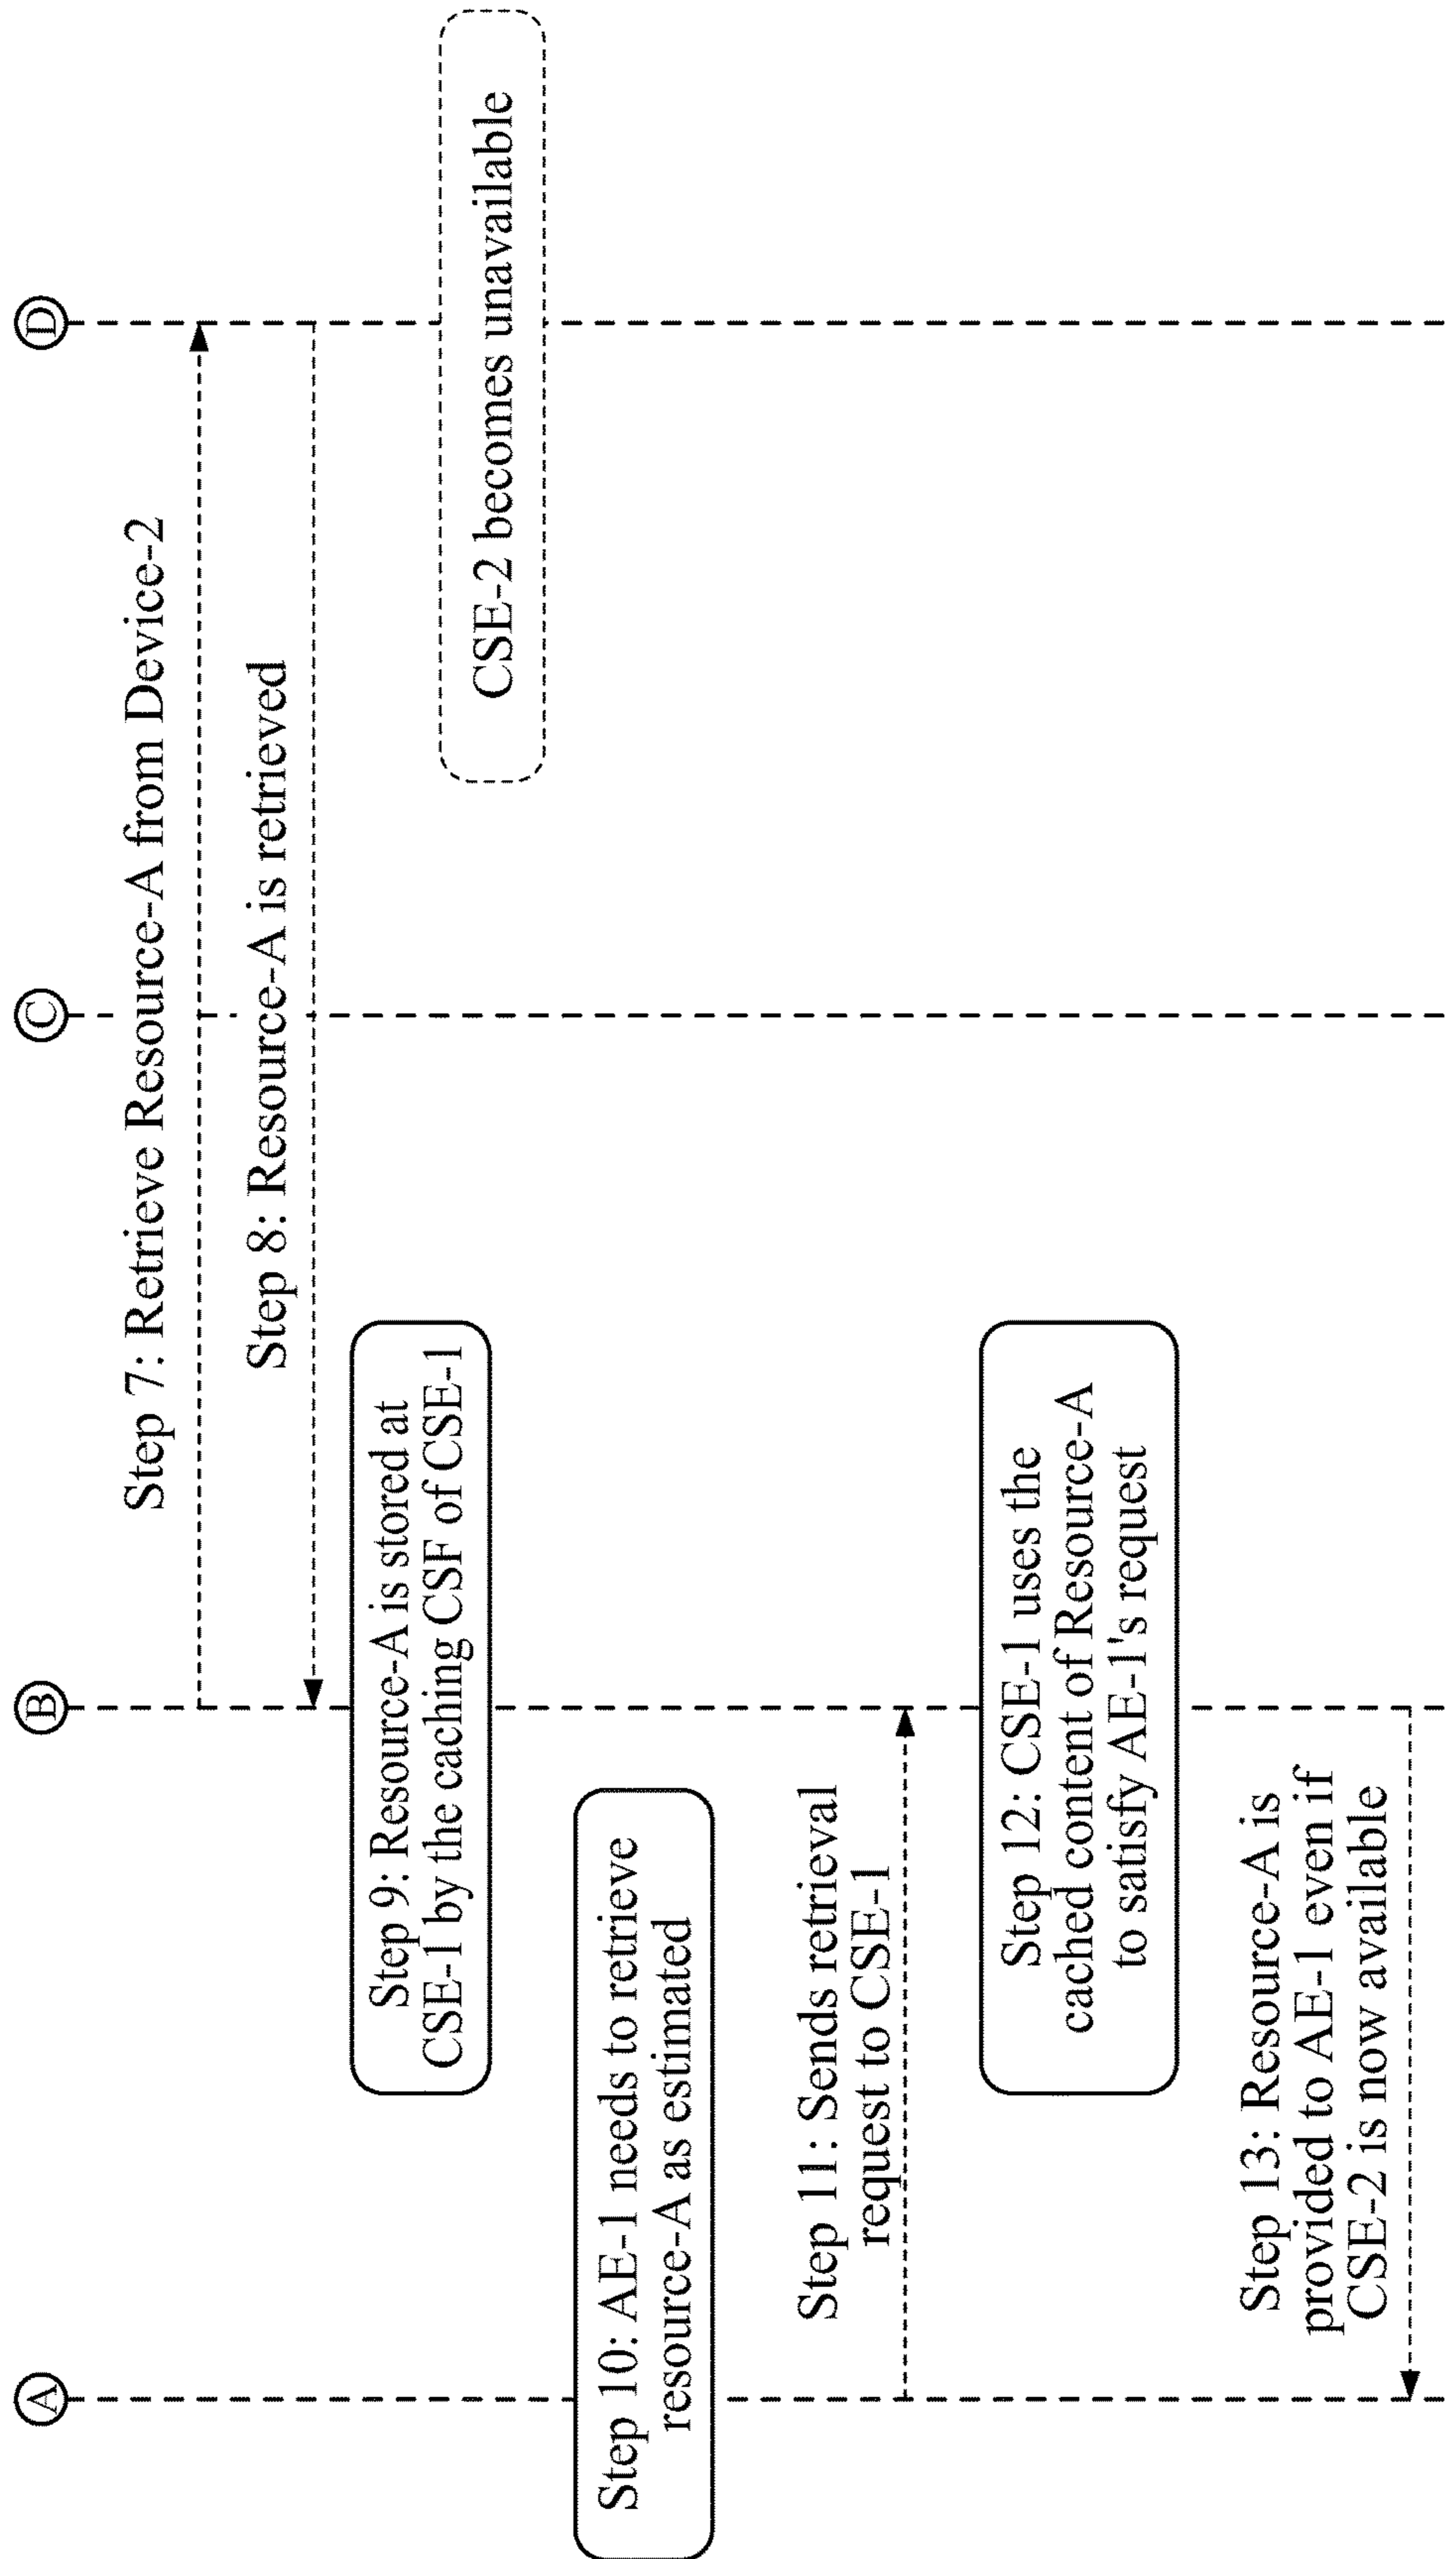 A
B
C
D
Step 7: Retrieve Resource-A from Device-2
Step 8: Resource-A is retrieved
Step 9: Resource-A is stored at
CSE-1 by the caching CSF of CSE-1
CSE-2 becomes unavailable
Step 10: AE-1 needs to retrieve
resource-A as estimated
Step 11: Sends retrieval
request to CSE-1
Step 12: CSE-1 uses the
cached content of Resource-A
to satisfy AE-1's request
Step 13: Resource-A is
provided to AE-1 even if
CSE-2 is now available